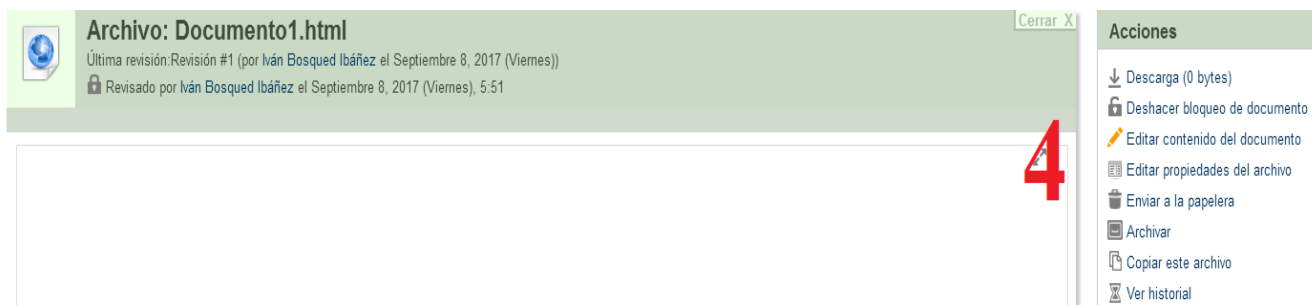 Archivo: Documento1.html
Cerrar X
Última revisión:Revisión #1 (por Iván Bosqued Ibáñez el Septiembre 8, 2017 (Viernes))
Revisado por Iván Bosqued Ibáñez el Septiembre 8, 2017 (Viernes), 5:51
4
Acciones
Descarga (0 bytes)
Deshacer bloqueo de documento
Editar contenido del documento
Editar propiedades del archivo
Enviar a la papelera
Archivar
Copiar este archivo
Ver historial